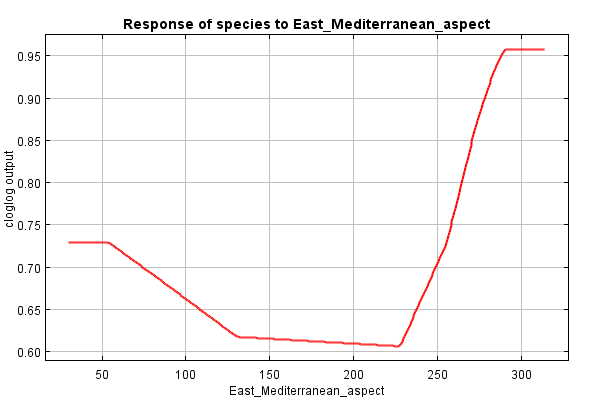 Response of species to East_Mediterranean_aspect
cloglog output
0.95
0.90
0.85
0.80
0.75
0.70
0.65
0.60
50 100 150 200 250 300
East_Mediterranean_aspect